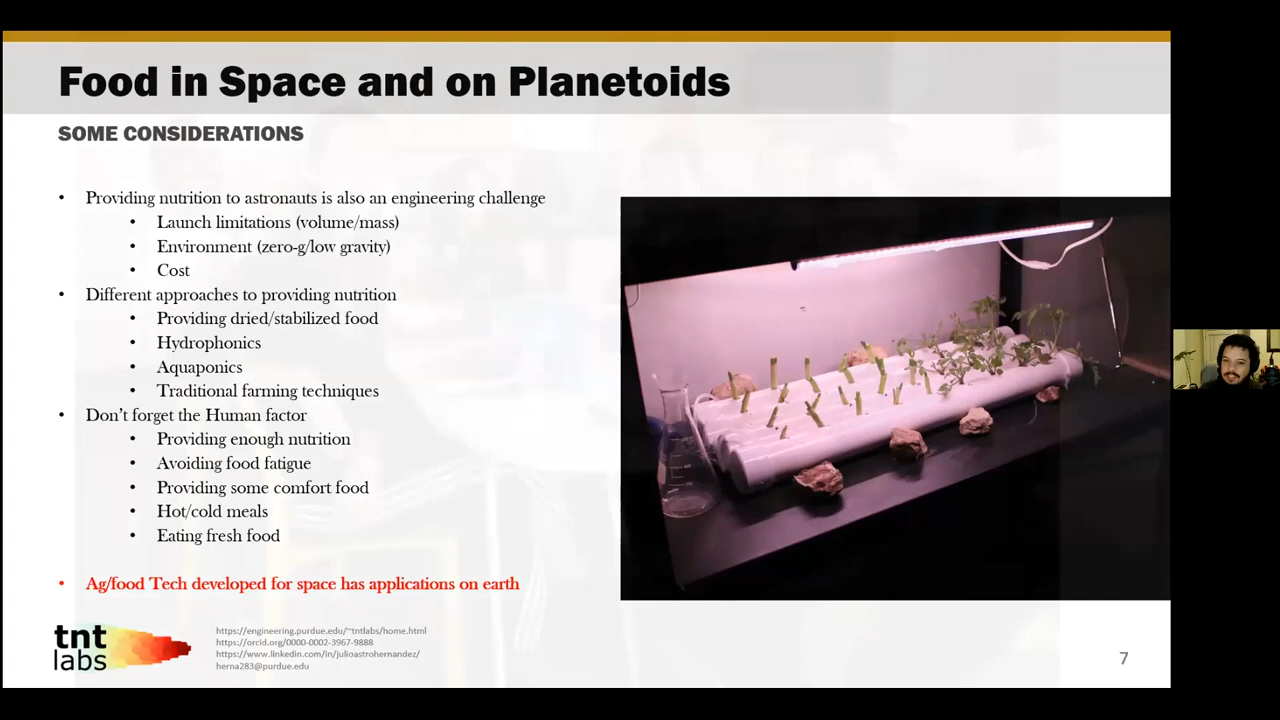 Food in Space and on Planetoids
SOME CONSIDERATIONS
• Providing nutrition to astronauts is also an engineering challenge
• Launch limitations (volume/mass)
• Environment (zero-g/low gravity)
• Cost
• Different approaches to providing nutrition
• Providing dried/stabilized food
• Hydrophonics
• Aquaponics
• Traditional farming techniques
• Don't forget the Human factor
• Providing enough nutrition
• Avoiding food fatigue
• Providing some comfort food
• Hot/cold meals
• Eating fresh food
• Ag/food Tech developed for space has applications on earth
tnt
labs
https://engineering.purdue.edu/~tntlabs/home.html
https://orcid.org/0000-0002-3967-9888
https://www.linkedin.com/in/julioastrohernandez/
herna283@purdue.edu
7